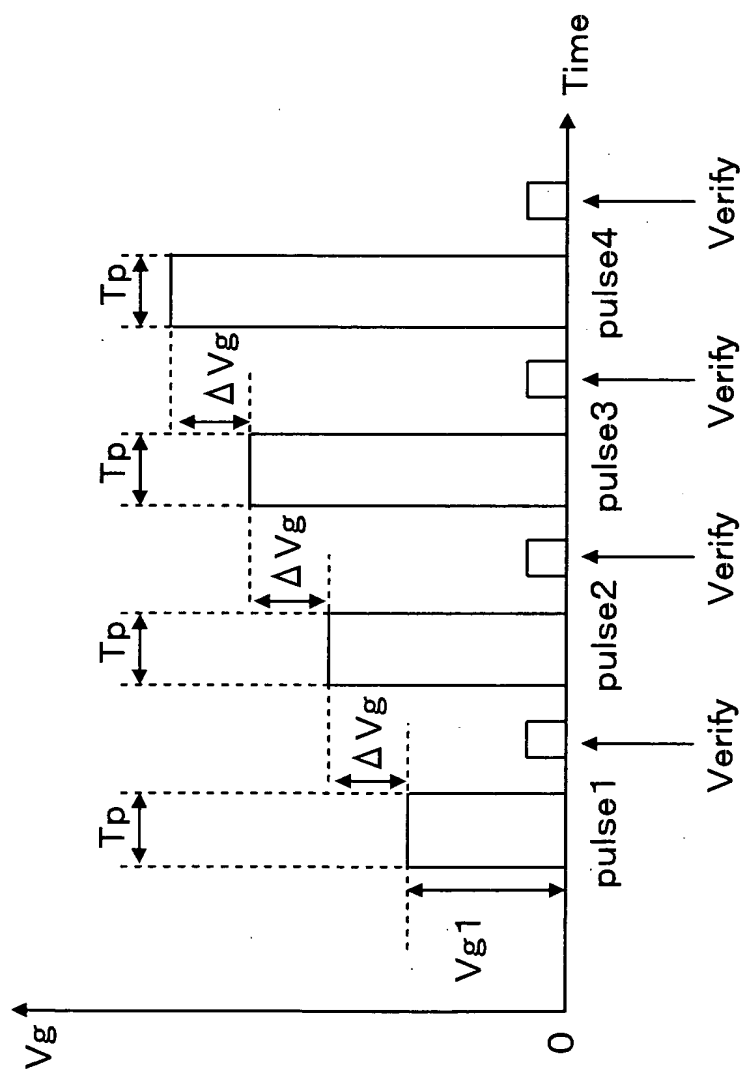 Vg
Tp
Tp
Tp
Tp
ΔVg
ΔVg
ΔVg
Vg1
0
Time
pulse1
pulse2
pulse3
pulse4
Verify
Verify
Verify
Verify